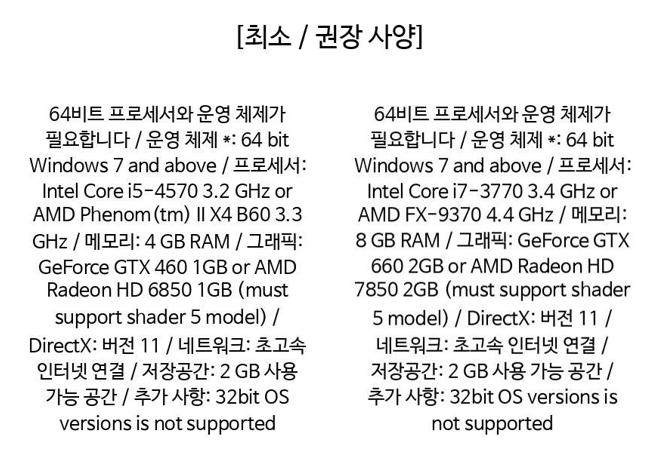 [최소 / 권장 사양]
64비트 프로세서와 운영 체제가
필요합니다 / 운영 체제 *: 64 bit
Windows 7 and above / 프로세서:
Intel Core i5-4570 3.2 GHz or
AMD Phenom(tm) II X4 B60 3.3
GHz / 메모리: 4 GB RAM / 그래픽:
GeForce GTX 460 1GB or AMD
Radeon HD 6850 1GB (must
support shader 5 model) /
DirectX: 버전 11 / 네트워크: 초고속
인터넷 연결 / 저장공간: 2 GB 사용
가능 공간 / 추가 사항: 32bit OS
versions is not supported
64비트 프로세서와 운영 체제가
필요합니다 / 운영 체제 *: 64 bit
Windows 7 and above / 프로세서:
Intel Core i7-3770 3.4 GHz or
AMD FX-9370 4.4 GHz / 메모리:
8 GB RAM / 그래픽: GeForce GTX
660 2GB or AMD Radeon HD
7850 2GB (must support shader
5 model) / DirectX: 버전 11 /
네트워크: 초고속 인터넷 연결 /
저장공간: 2 GB 사용 가능 공간 /
추가 사항: 32bit OS versions is
not supported